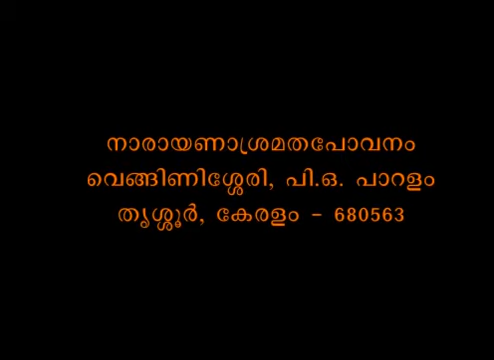 നാരായണാശ്രമതപോവനം
വെങ്ങിണിശ്ശേരി, പി.ഒ. പാറളം
തൃശ്ശൂർ, കേരളം - 680563